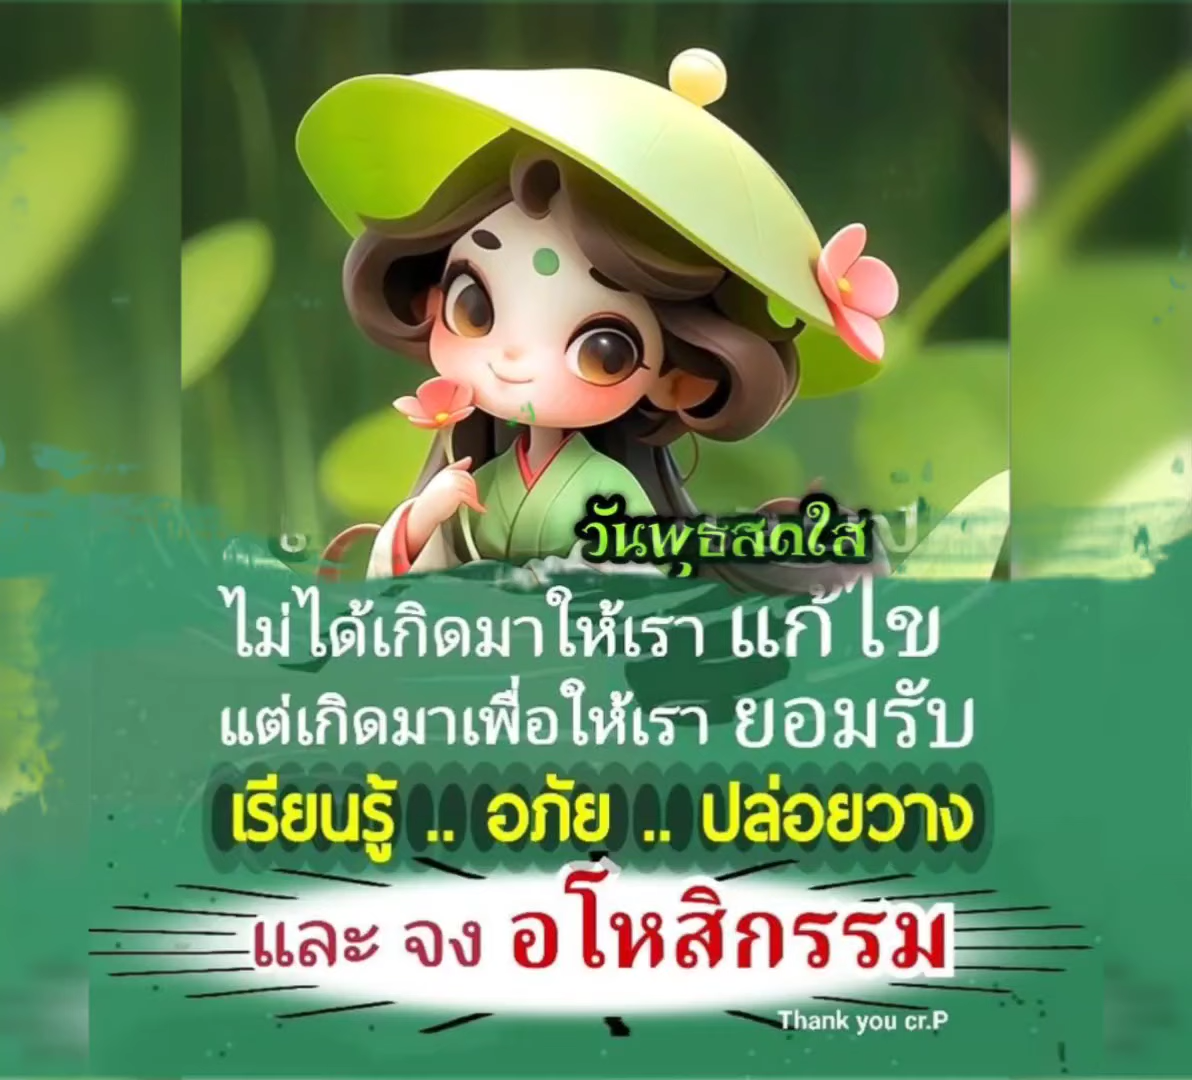 วันพุธสดใส
ไม่ได้เกิดมาให้เรา แก้ไข
แต่เกิดมาเพื่อให้เรา ยอมรับ
เรียนรู้ .. อภัย .. ปล่อยวาง
และ จง อโหสิกรรม
Thank you cr.P